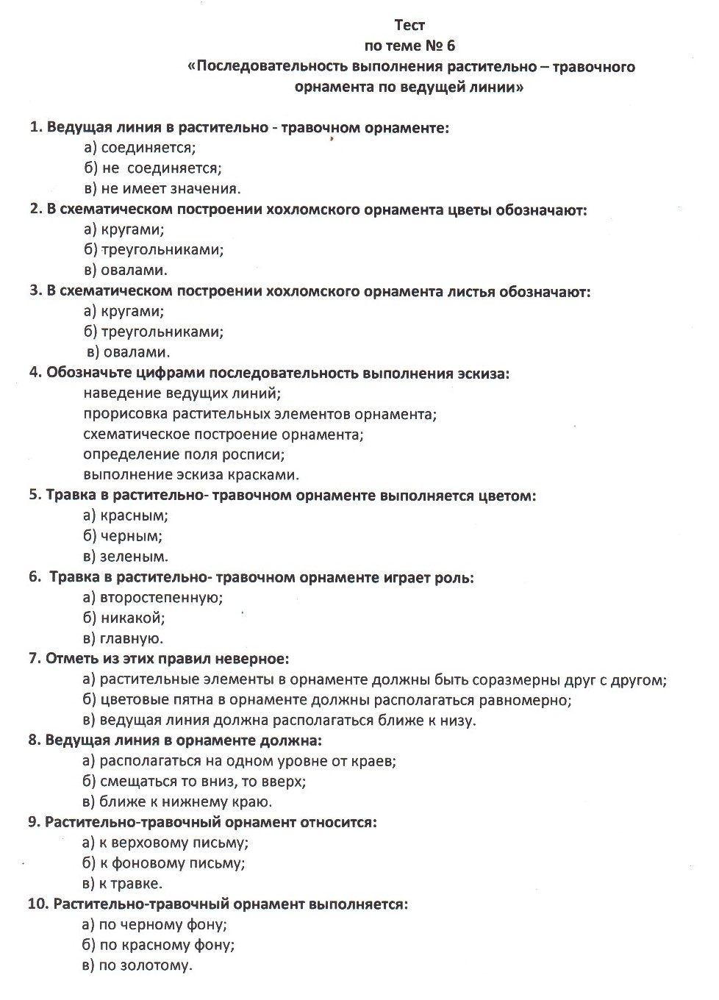 Тест
по теме № 6
«Последовательность выполнения растительно – травочного
орнамента по ведущей линии»
1. Ведущая линия в растительно - травочном орнаменте:
а) соединяется;
б) не  соединяется;
в) не имеет значения.
2. В схематическом построении хохломского орнамента цветы обозначают:
а) кругами;
б) треугольниками;
в) овалами.
3. В схематическом построении хохломского орнамента листья обозначают:
а) кругами;
б) треугольниками;
в) овалами.
4. Обозначьте цифрами последовательность выполнения эскиза:
наведение ведущих линий;
прорисовка растительных элементов орнамента;
схематическое построение орнамента;
определение поля росписи;
выполнение эскиза красками.
5. Травка в растительно- травочном орнаменте выполняется цветом:
а) красным;
б) черным;
в) зеленым.
6.  Травка в растительно- травочном орнаменте играет роль:
а) второстепенную;
б) никакой;
в) главную.
7. Отметь из этих правил неверное:
а) растительные элементы в орнаменте должны быть соразмерны друг с другом;
б) цветовые пятна в орнаменте должны располагаться равномерно;
в) ведущая линия должна располагаться ближе к низу.
8. Ведущая линия в орнаменте должна:
а) располагаться на одном уровне от краев;
б) смещаться то вниз, то вверх;
в) ближе к нижнему краю.
9. Растительно-травочный орнамент относится:
а) к верховому письму;
б) к фоновому письму;
в) к травке.
10. Растительно-травочный орнамент выполняется:
а) по черному фону;
б) по красному фону;
в) по золотому.